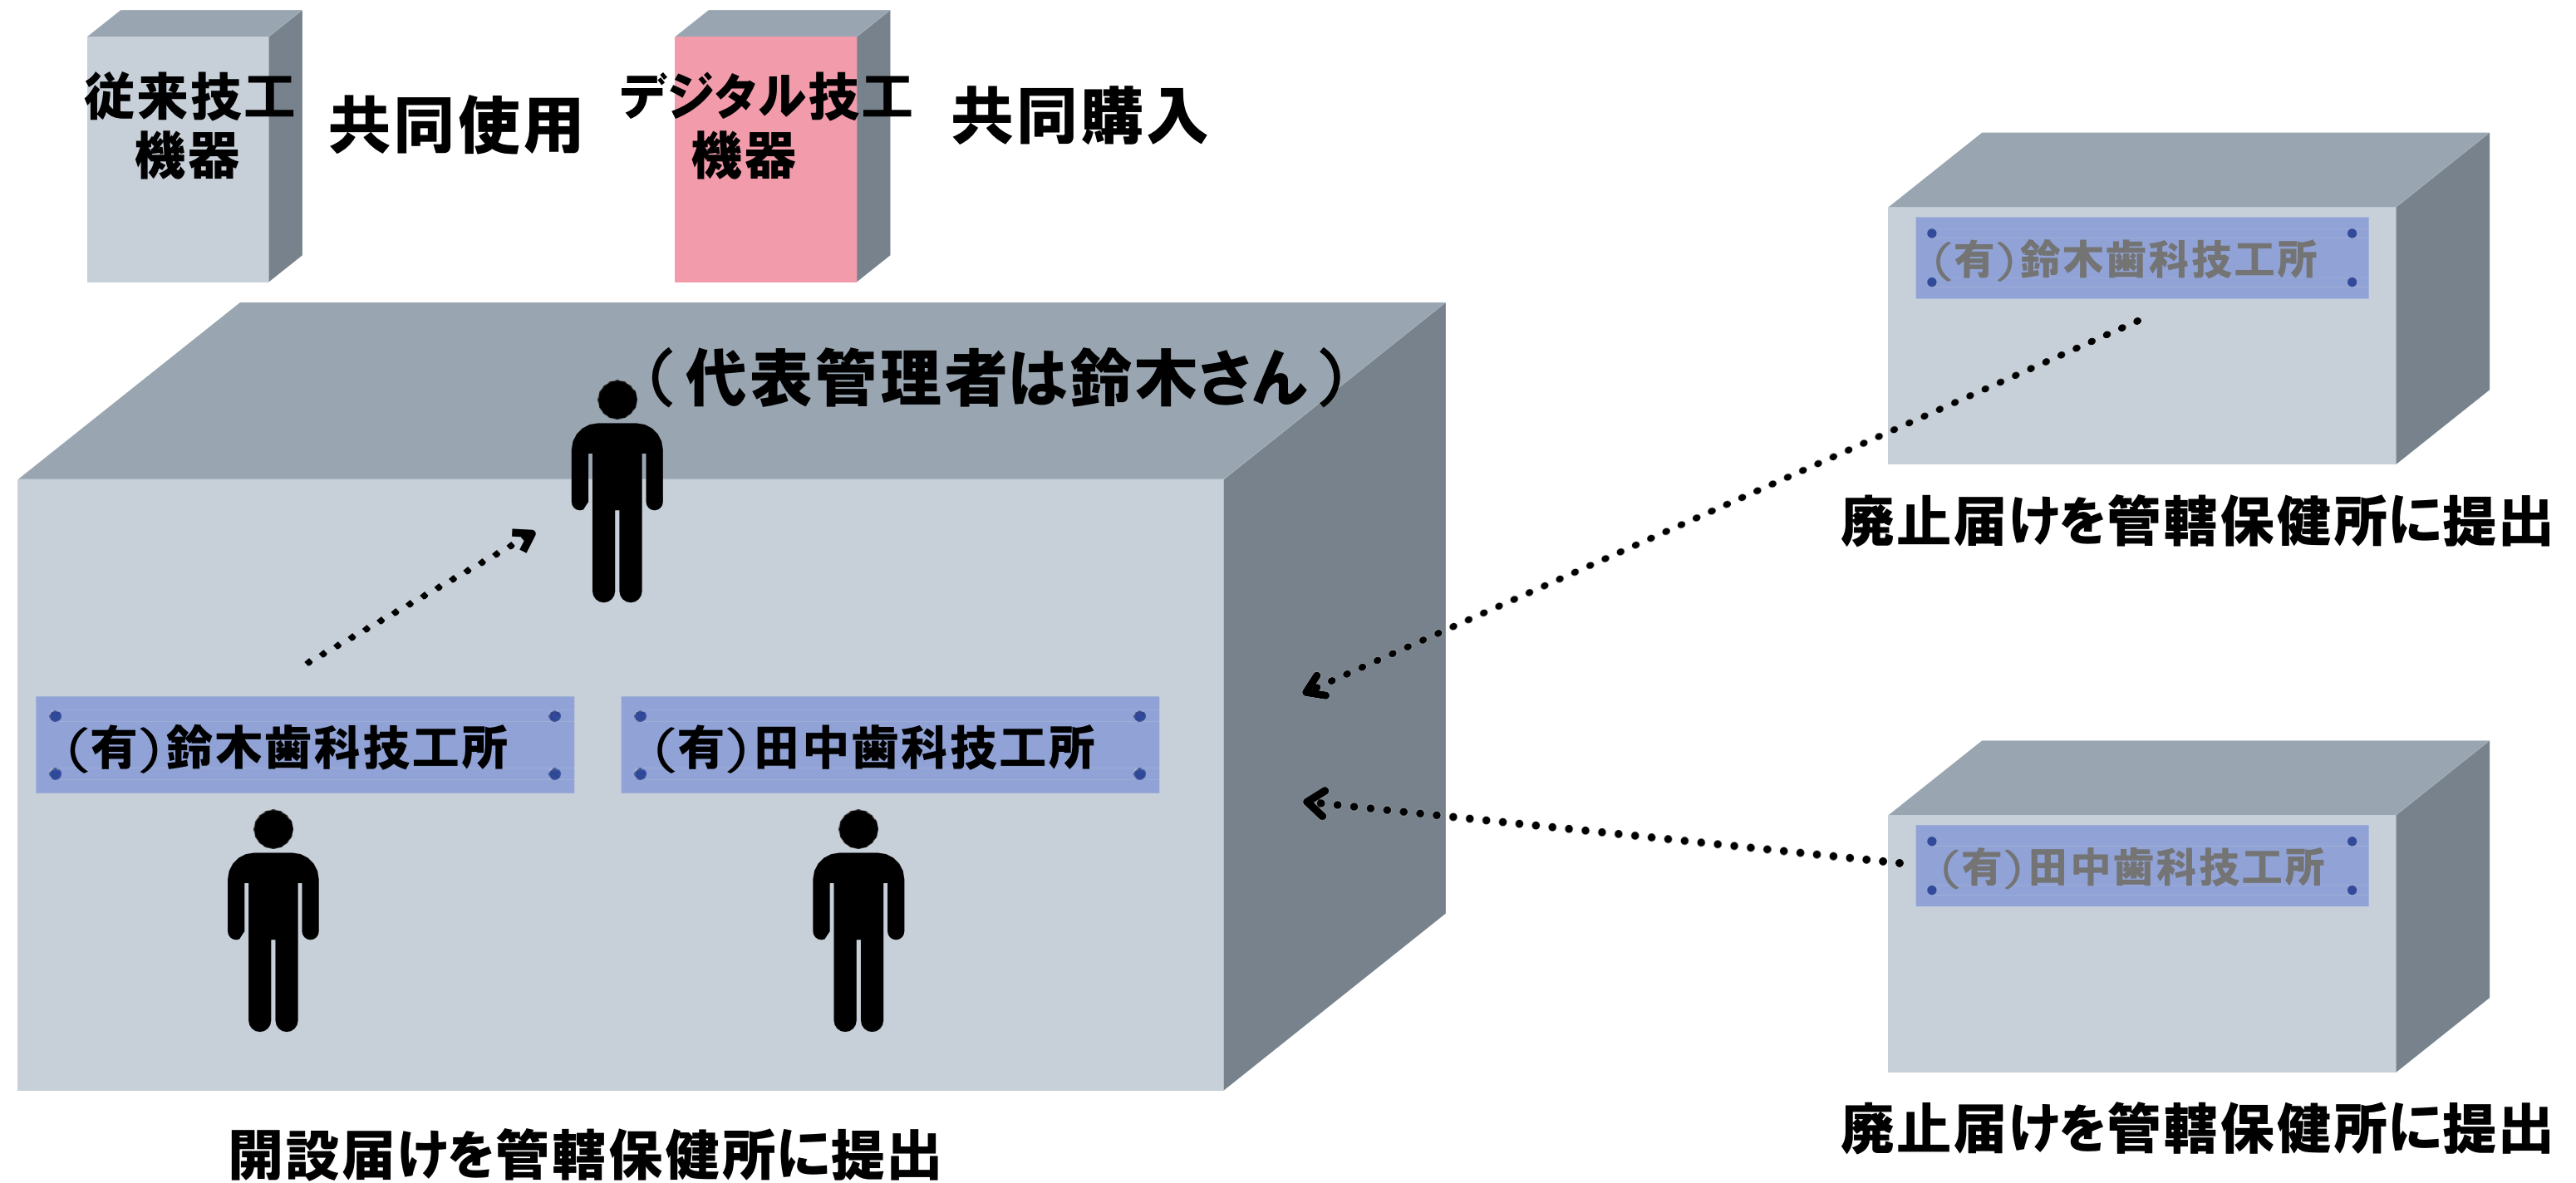 従来技工
機器
共同使用
デジタル技工
機器
共同購入
（代表管理者は鈴木さん）
（有）鈴木歯科技工所
（有）田中歯科技工所
開設届けを管轄保健所に提出
（有）鈴木歯科技工所
廃止届けを管轄保健所に提出
（有）田中歯科技工所
廃止届けを管轄保健所に提出